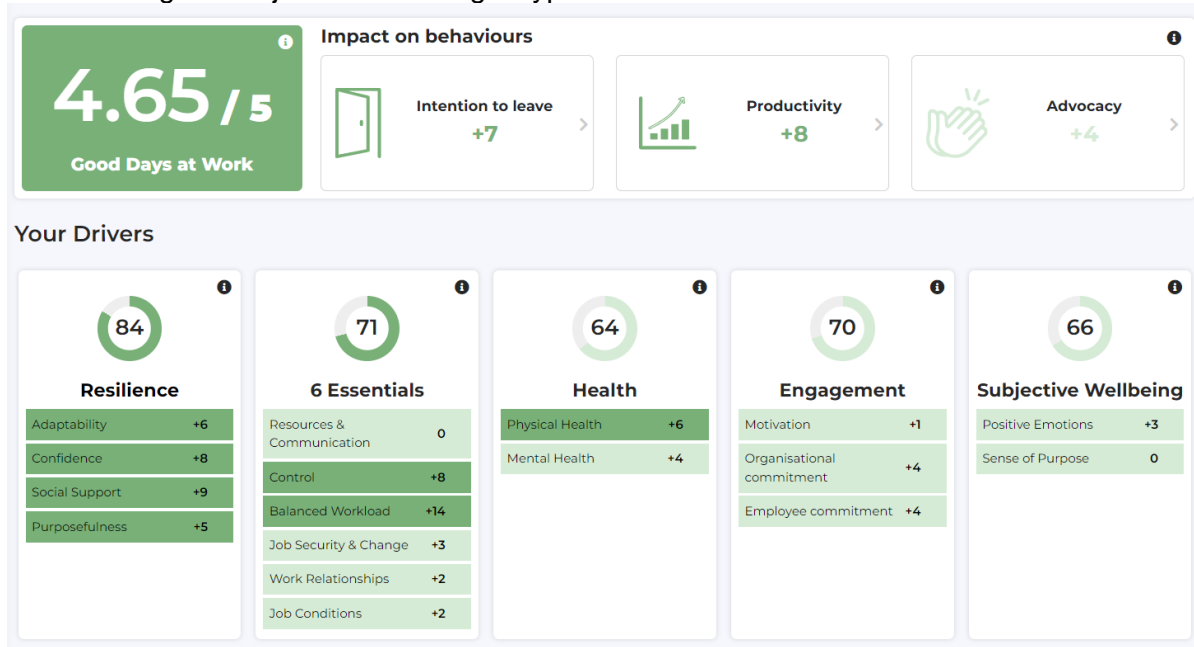 4.65 / 5
Good Days at Work
Impact on behaviours
Intention to leave
+7
Productivity
+8
Advocacy
+4
Your Drivers
84
Resilience
Adaptability +6
Confidence +8
Social Support +9
Purposefulness +5
71
6 Essentials
Resources &
Communication 0
Control +8
Balanced Workload +14
Job Security & Change +3
Work Relationships +2
Job Conditions +2
64
Health
Physical Health +6
Mental Health +4
70
Engagement
Motivation +1
Organisational
commitment +4
Employee commitment +4
66
Subjective Wellbeing
Positive Emotions +3
Sense of Purpose 0